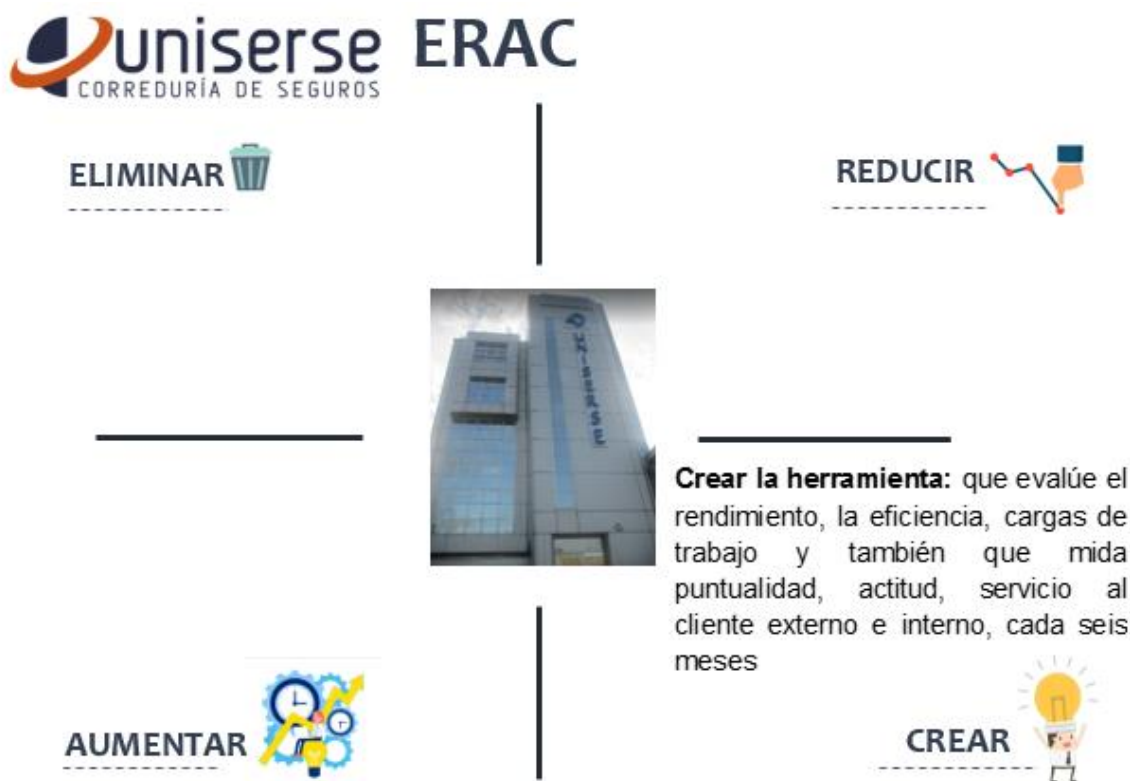 uniserse ERAC
CORREDURÍA DE SEGUROS
ELIMINAR
REDUCIR
UNISERSE
Crear la herramienta: que evalúe el
rendimiento, la eficiencia, cargas de
trabajo y también que mida
puntualidad, actitud, servicio al
cliente externo e interno, cada seis
meses
AUMENTAR
CREAR